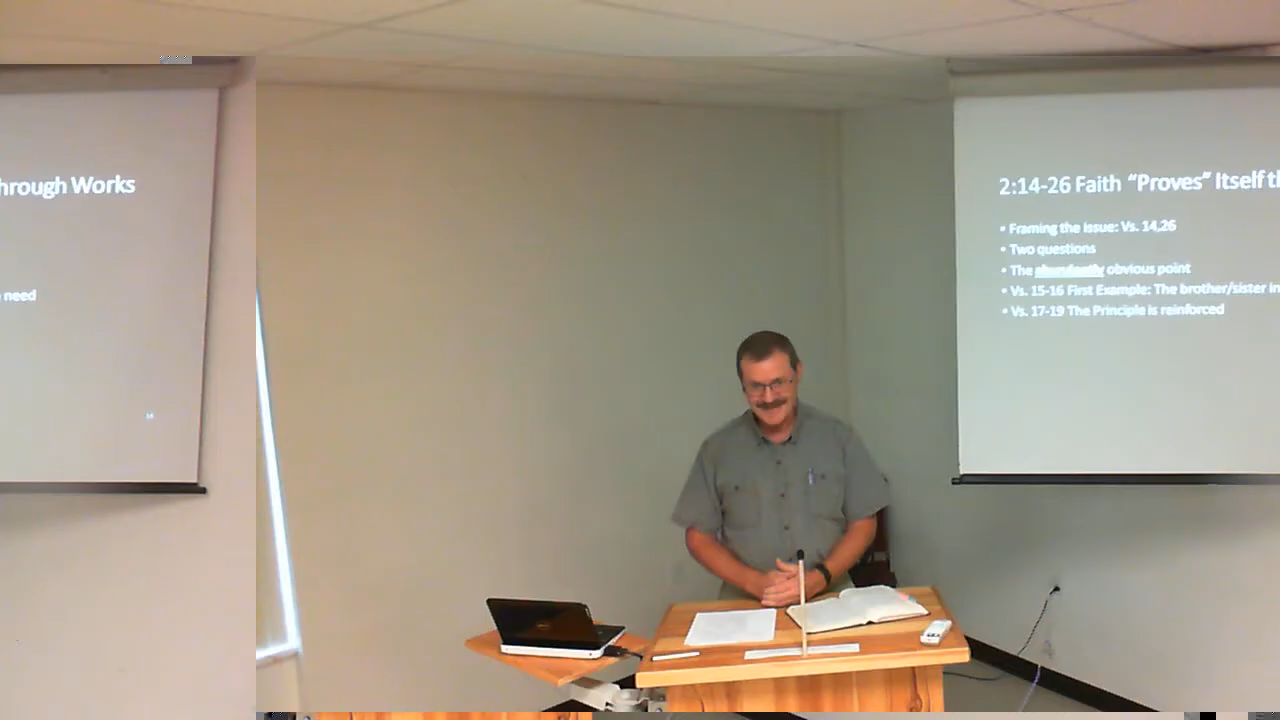 hrough Works
need
2:14-26 Faith “Proves” Itself th
• Framing the Issue: Vs. 14,26
• Two questions
• The abundantly obvious point
• Vs. 15-16 First Example: The brother/sister in
• Vs. 17-19 The Principle is reinforced